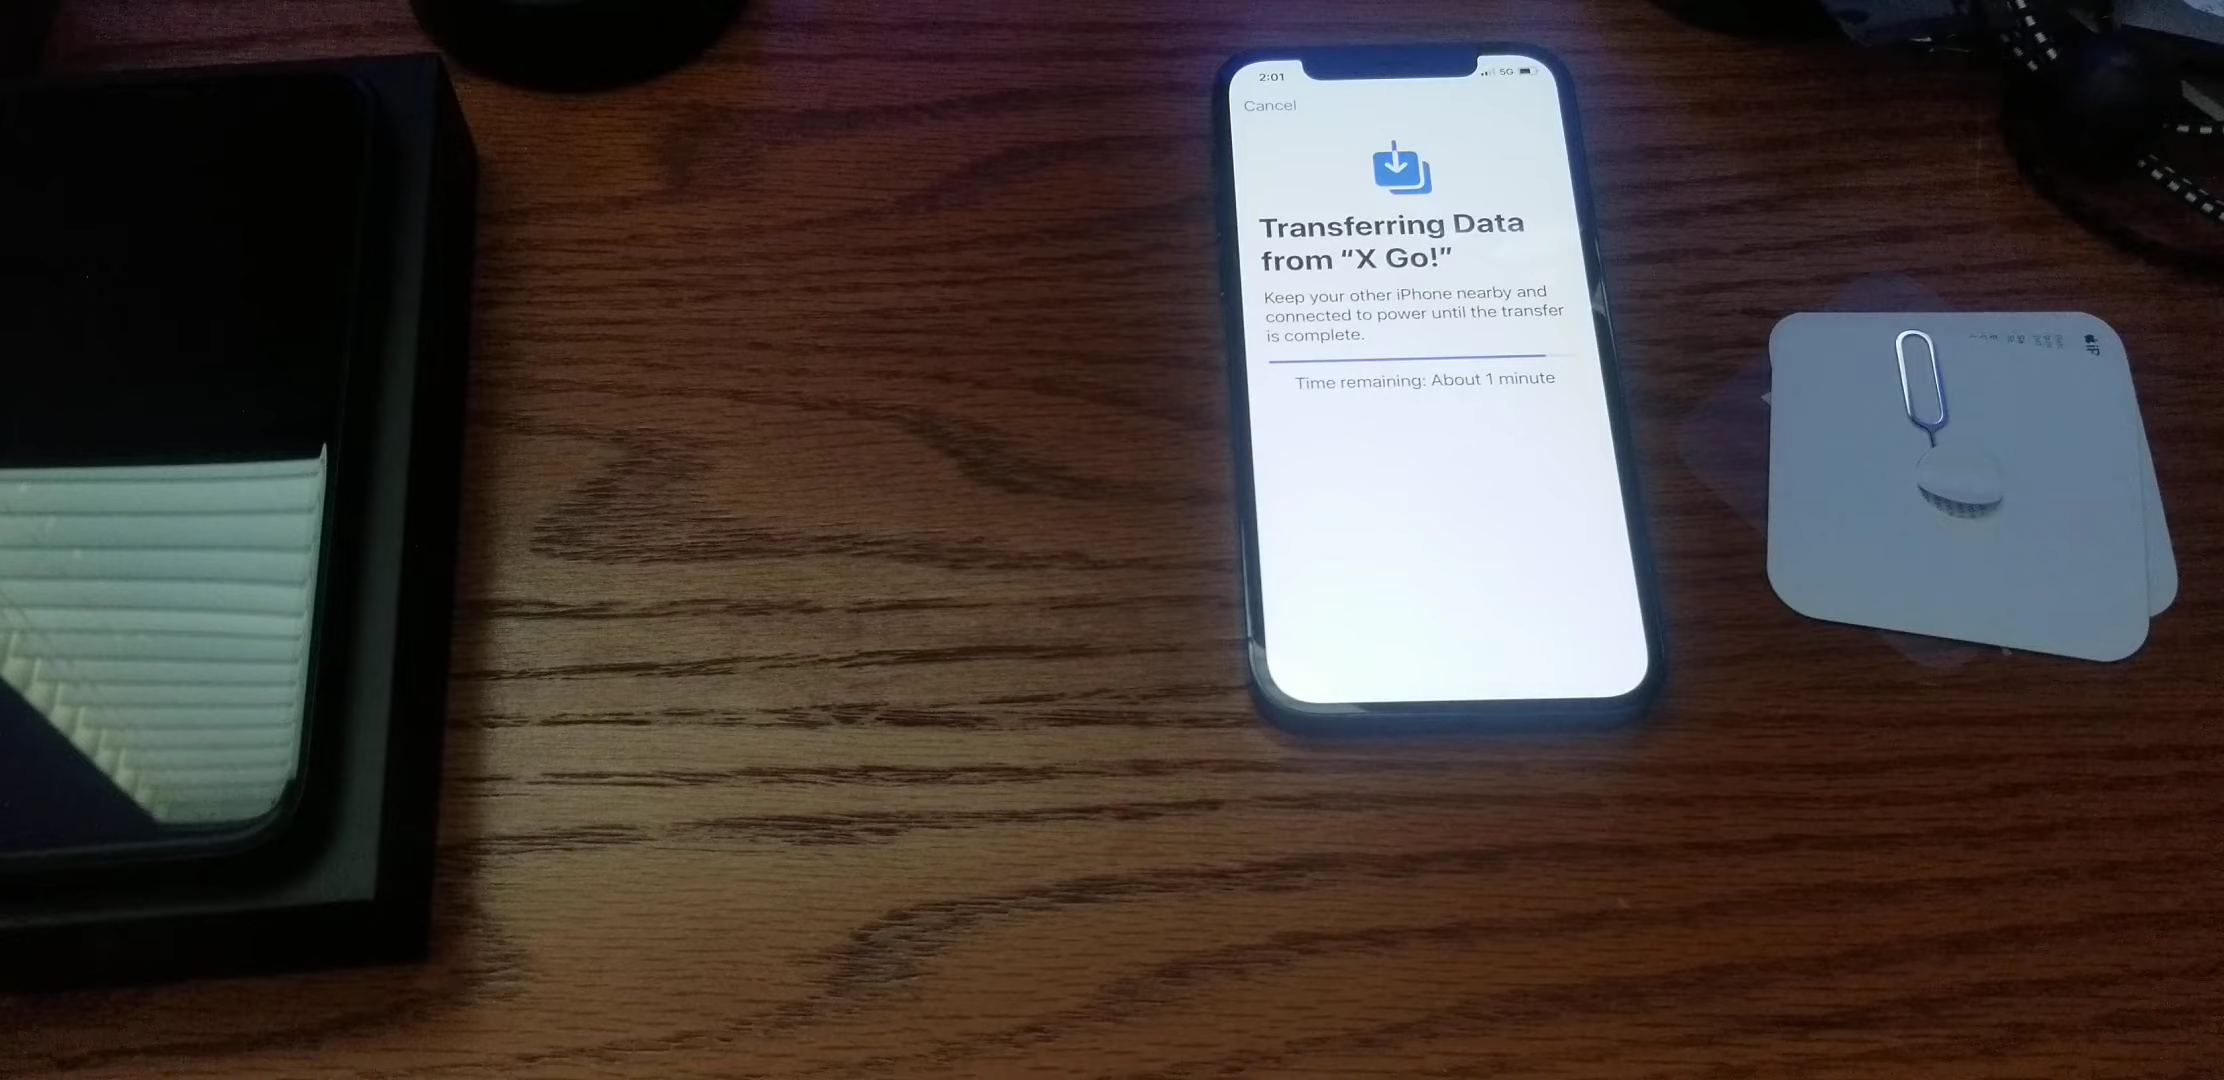 2:01
5G
Cancel
Transferring Data
from “X Go!”
Keep your other iPhone nearby and
connected to power until the transfer
is complete.
Time remaining: About 1 minute